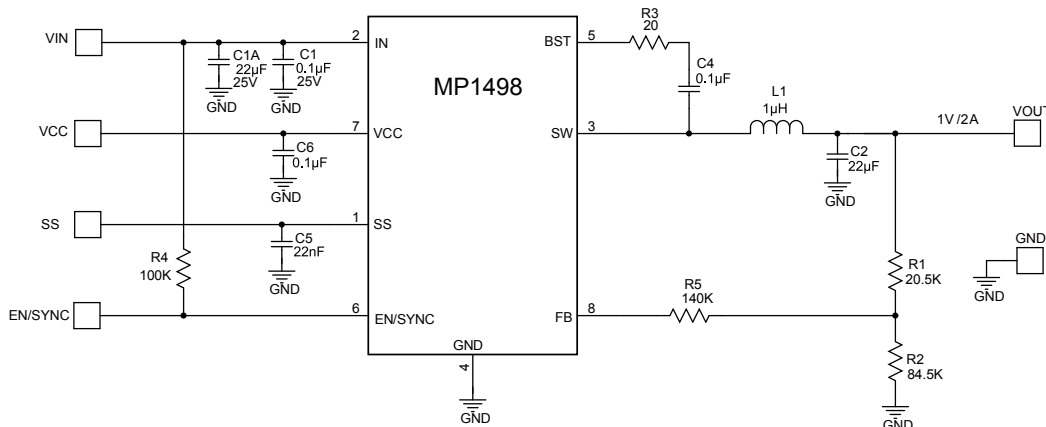 VIN
2
IN
C1A
22µF
25V
GND
C1
0.1µF
25V
GND
MP1498
BST
5
R3
20
C4
0.1µF
VCC
7
VCC
C6
0.1µF
GND
SW
3
L1
1µH
1V /2A
VOUT
C2
22µF
GND
SS
1
SS
C5
22nF
GND
R4
100K
R1
20.5K
GND
GND
EN/SYNC
6
EN/SYNC
FB
8
R5
140K
R2
84.5K
GND
GND
4
GND